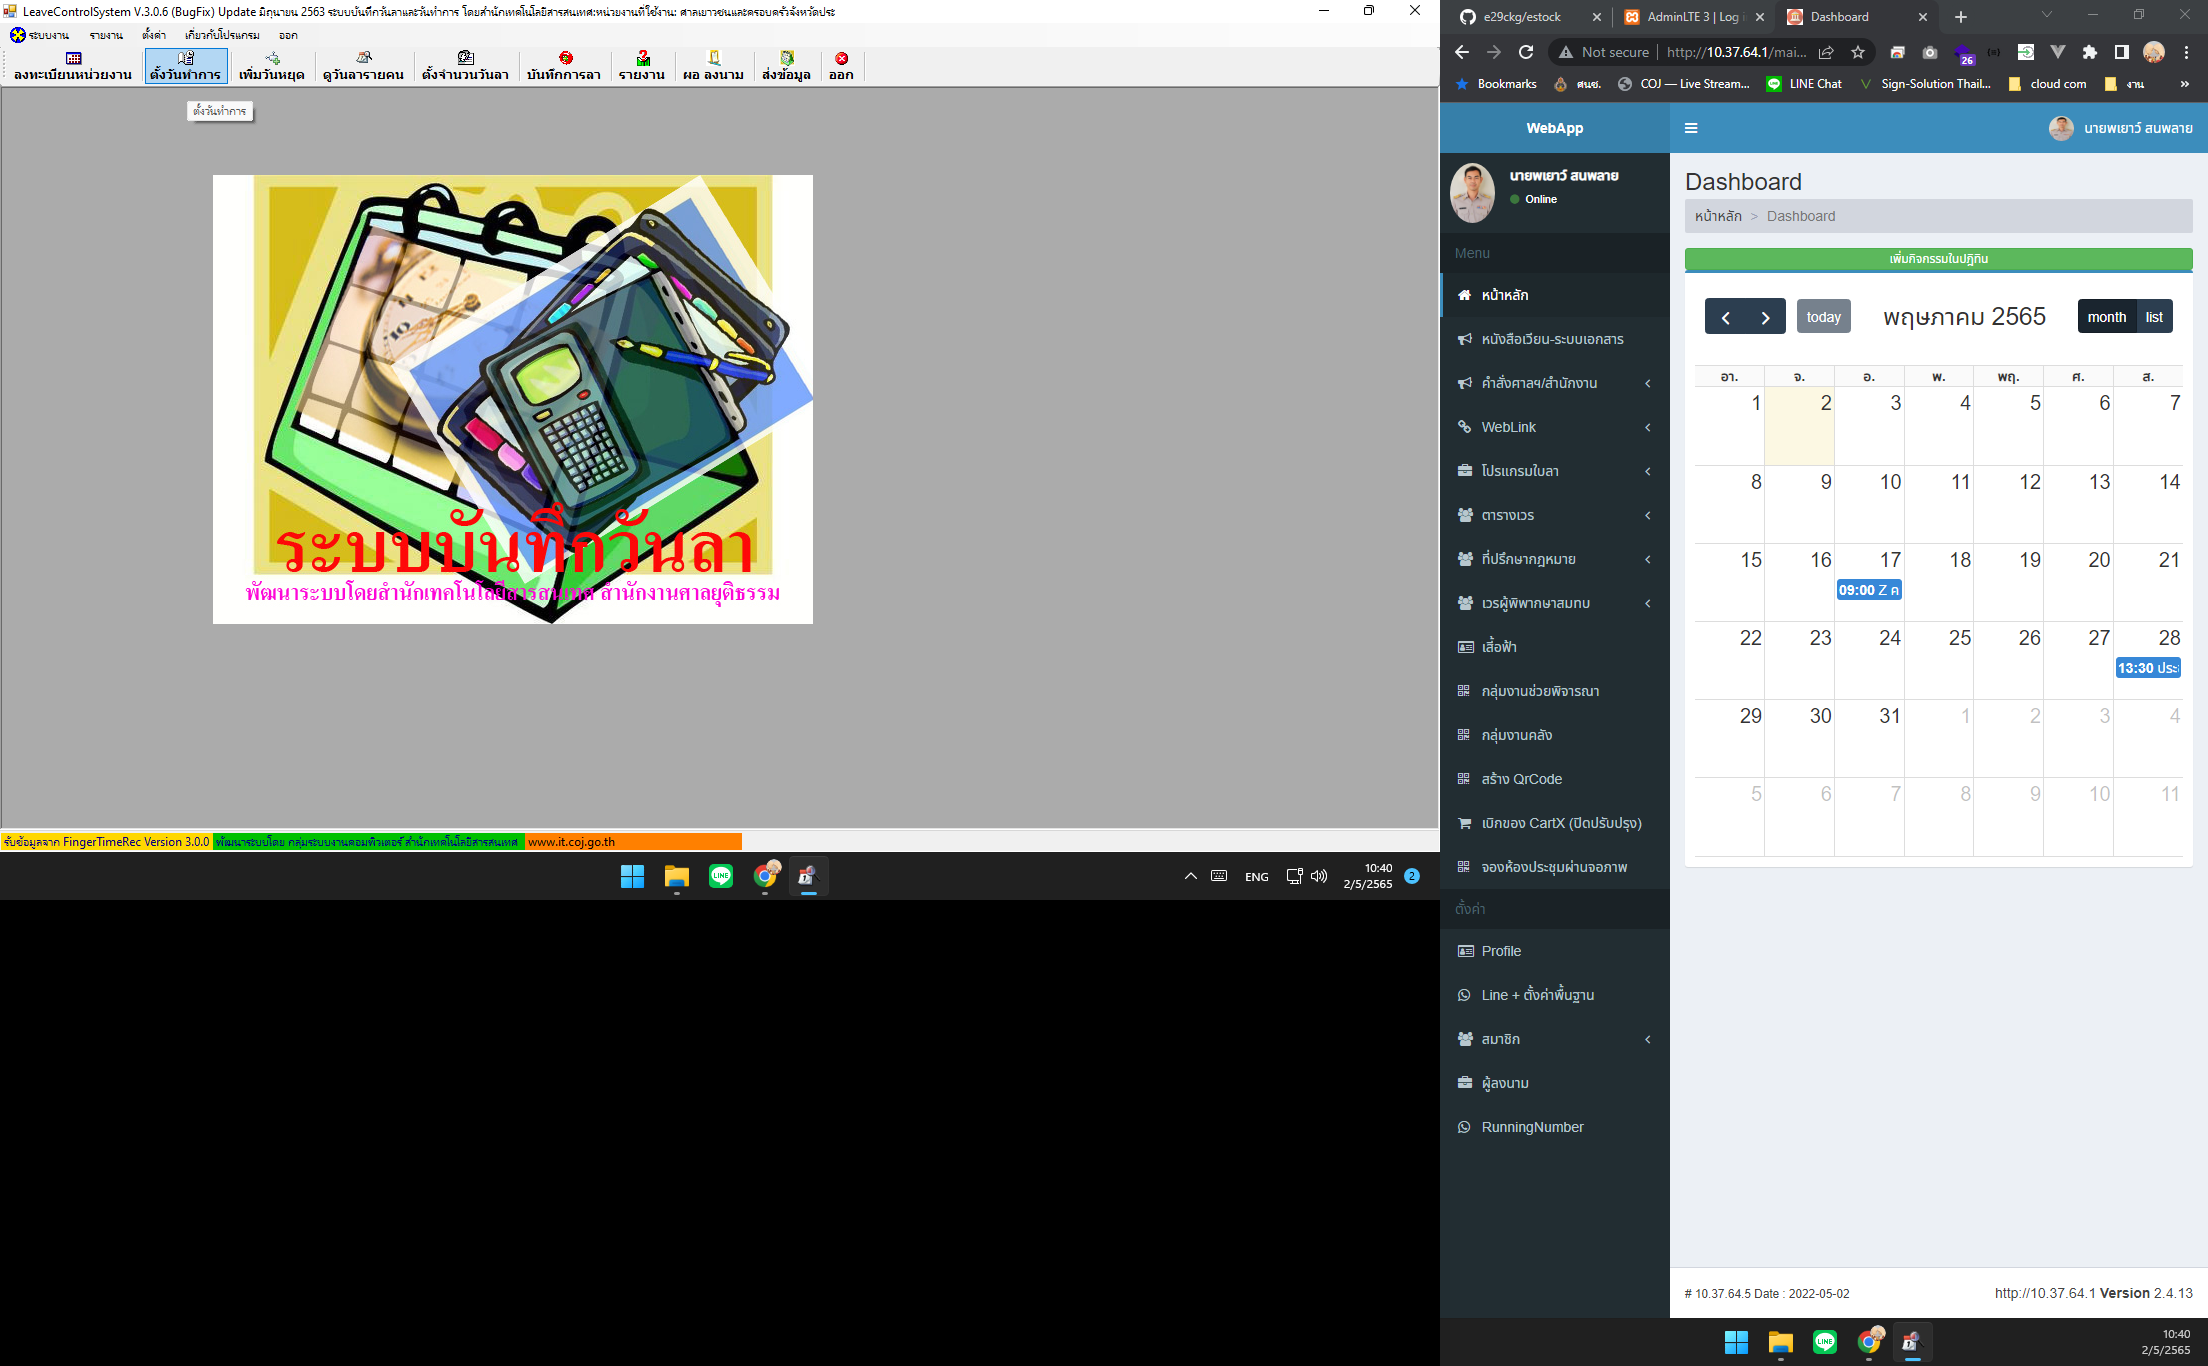 LeaveControlSystem V.3.0.6 (BugFix) Update มิถุนายน 2563 ระบบบันทึกวันลาและวันทำการ โดยสำนักเทคโนโลยีสารสนเทศ:หน่วยงานที่ใช้งาน: ศาลเยาวชนและครอบครัวจังหวัดประ
ระบบงาน รายงาน ตั้งค่า เกี่ยวกับโปรแกรม ออก
ลงทะเบียนหน่วยงาน ตั้งวันทำการ เพิ่มวันหยุด ดูวันลารายคน ตั้งจำนวนวันลา บันทึกการลา รายงาน ผอ ลงนาม ส่งข้อมูล ออก
ตั้งวันทำการ
ระบบบันทึกวันลา
พัฒนาระบบโดยสำนักเทคโนโลยีสารสนเทศ สำนักงานศาลยุติธรรม
รับข้อมูลจาก FingerTimeRec Version 3.0.0 พัฒนาระบบโดย กลุ่มระบบงานคอมพิวเตอร์ สำนักเทคโนโลยีสารสนเทศ www.it.coj.go.th
LINE ENG 10:40
2/5/2565 2
e29ckg/estock AdminLTE 3 | Log i Dashboard
Not secure http://10.37.64.1/mai... 26
Bookmarks ศนช. COJ — Live Stream... LINE Chat Sign-Solution Thail... cloud com งาน »
WebApp นายพเยาว์ สนพลาย
นายพเยาว์ สนพลาย
Online
Menu
หน้าหลัก
หนังสือเวียน-ระบบเอกสาร
คำสั่งศาลฯ/สำนักงาน
WebLink
โปรแกรมใบลา
ตารางเวร
ที่ปรึกษากฎหมาย
เวรผู้พิพากษาสมทบ
เสื้อฟ้า
กลุ่มงานช่วยพิจารณา
กลุ่มงานคลัง
สร้าง QrCode
เบิกของ CartX (ปิดปรับปรุง)
จองห้องประชุมผ่านจอภาพ
ตั้งค่า
Profile
Line + ตั้งค่าพื้นฐาน
สมาชิก
ผู้ลงนาม
RunningNumber
Dashboard
หน้าหลัก > Dashboard
เพิ่มกิจกรรมในปฏิทิน
today พฤษภาคม 2565 month list
อา. จ. อ. พ. พฤ. ศ. ส.
1 2 3 4 5 6 7
8 9 10 11 12 13 14
15 16 17 18 19 20 21
09:00 Z ค
22 23 24 25 26 27 28
13:30 ประ
29 30 31 1 2 3 4
5 6 7 8 9 10 11
# 10.37.64.5 Date : 2022-05-02 http://10.37.64.1 Version 2.4.13
LINE 10:40
2/5/2565